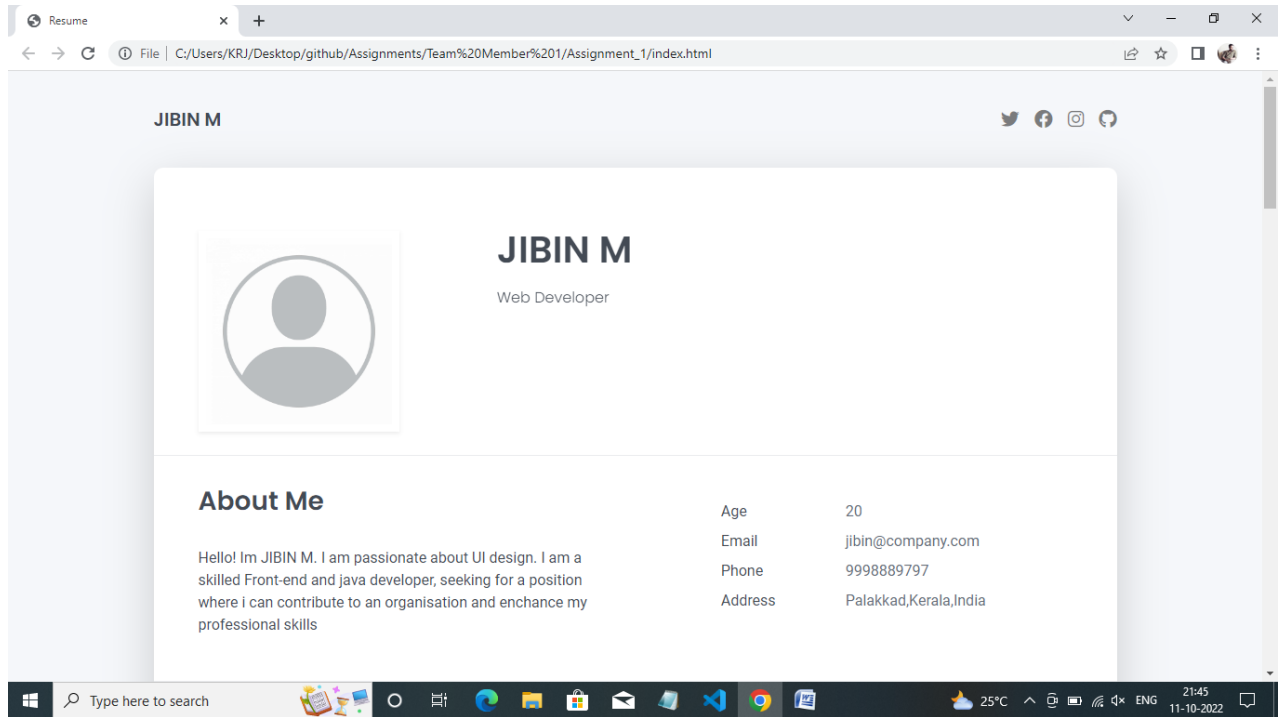 Resume
File
C:/Users/KRJ/Desktop/github/Assignments/Team%20Member%201/Assignment_1/index.html
JIBIN M
JIBIN M
Web Developer
About Me
Hello! Im JIBIN M. I am passionate about UI design. I am a
skilled Front-end and java developer, seeking for a position
where i can contribute to an organisation and enchance my
professional skills
Age 20
Email jibin@company.com
Phone 9998889797
Address Palakkad,Kerala,India
Type here to search
25°C
ENG
21:45
11-10-2022